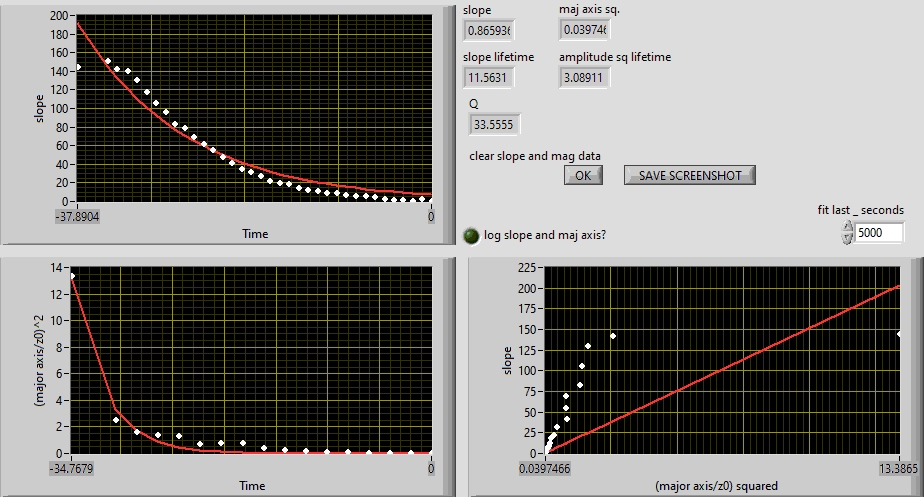 200
180
160
140
120
100
80
60
40
20
0
slope
-37.8904
0
Time
slope
0.86593
maj axis sq.
0.03974
slope lifetime
11.5631
amplitude sq lifetime
3.08911
Q
33.5555
clear slope and mag data
OK
SAVE SCREENSHOT
fit last _ seconds
5000
log slope and maj axis?
14
12
10
8
6
4
2
0
(major axis/z0)^2
-34.7679
0
Time
225
200
175
150
125
100
75
50
25
0
slope
0.0397466
13.3865
(major axis/z0) squared